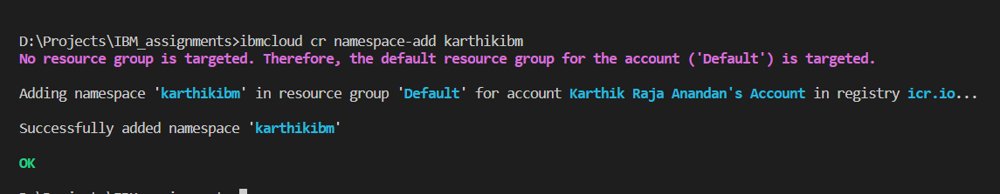 D:\Projects\IBM_assignments>ibmcloud cr namespace-add karthikibm
No resource group is targeted. Therefore, the default resource group for the account ('Default') is targeted.
Adding namespace 'karthikibm' in resource group 'Default' for account Karthik Raja Anandan's Account in registry icr.io...
Successfully added namespace 'karthikibm'
OK